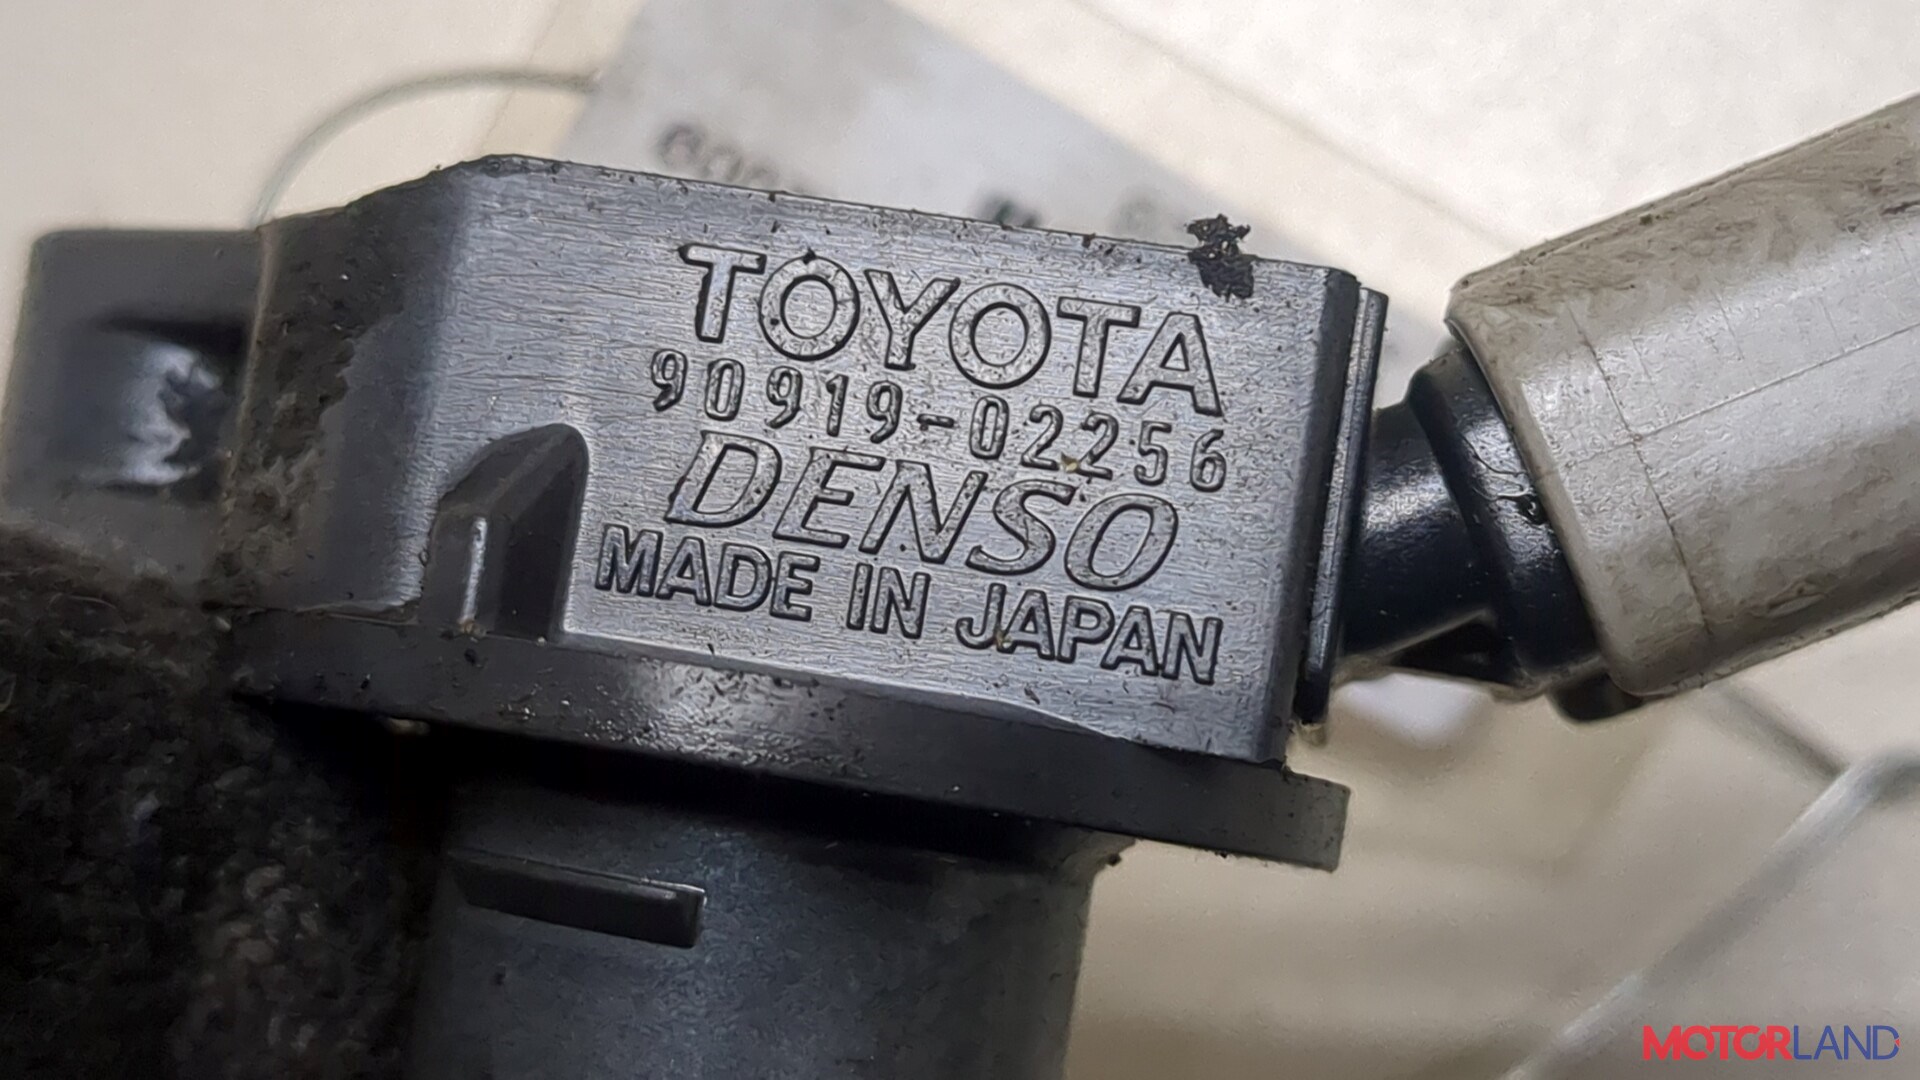 TOYOTA
90919-02256
DENSO
MADE IN JAPAN
MOTORLAND